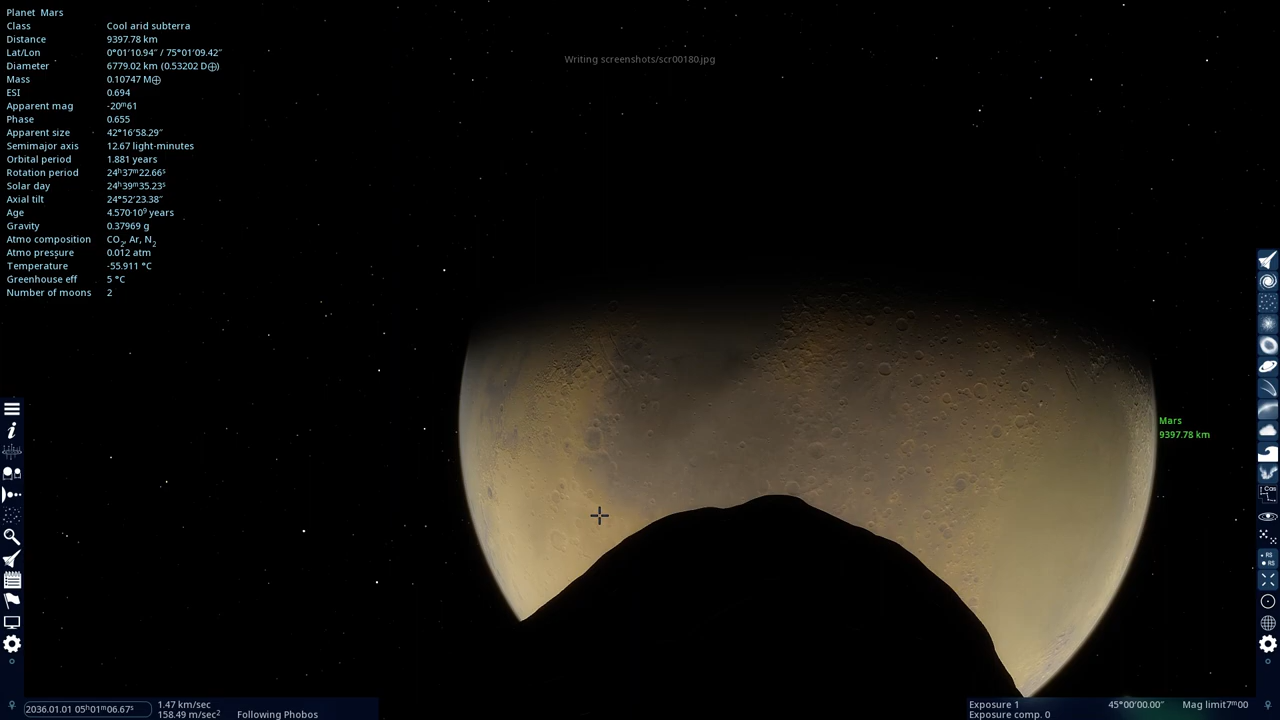 Planet Mars
Class Cool arid subterra
Distance 9397.78 km
Lat/Lon 0°01′10.94″ / 75°01′09.42″
Diameter 6779.02 km (0.53202 D⊕)
Mass 0.10747 M⊕
ESI 0.694
Apparent mag -20ᵐ61
Phase 0.655
Apparent size 42°16′58.29″
Semimajor axis 12.67 light-minutes
Orbital period 1.881 years
Rotation period 24ʰ37ᵐ22.66ˢ
Solar day 24ʰ39ᵐ35.23ˢ
Axial tilt 24°52′23.38″
Age 4.570·10⁹ years
Gravity 0.37969 g
Atmo composition CO₂, Ar, N₂
Atmo pressure 0.012 atm
Temperature -55.911 °C
Greenhouse eff 5 °C
Number of moons 2
Writing screenshots/scr00180.jpg
Mars
9397.78 km
Can
RS
RS
2036.01.01 05ʰ01ᵐ06.67ˢ
1.47 km/sec
158.49 m/sec² Following Phobos
Exposure 1 45°00′00.00″ Mag limit 7ᵐ00
Exposure comp. 0